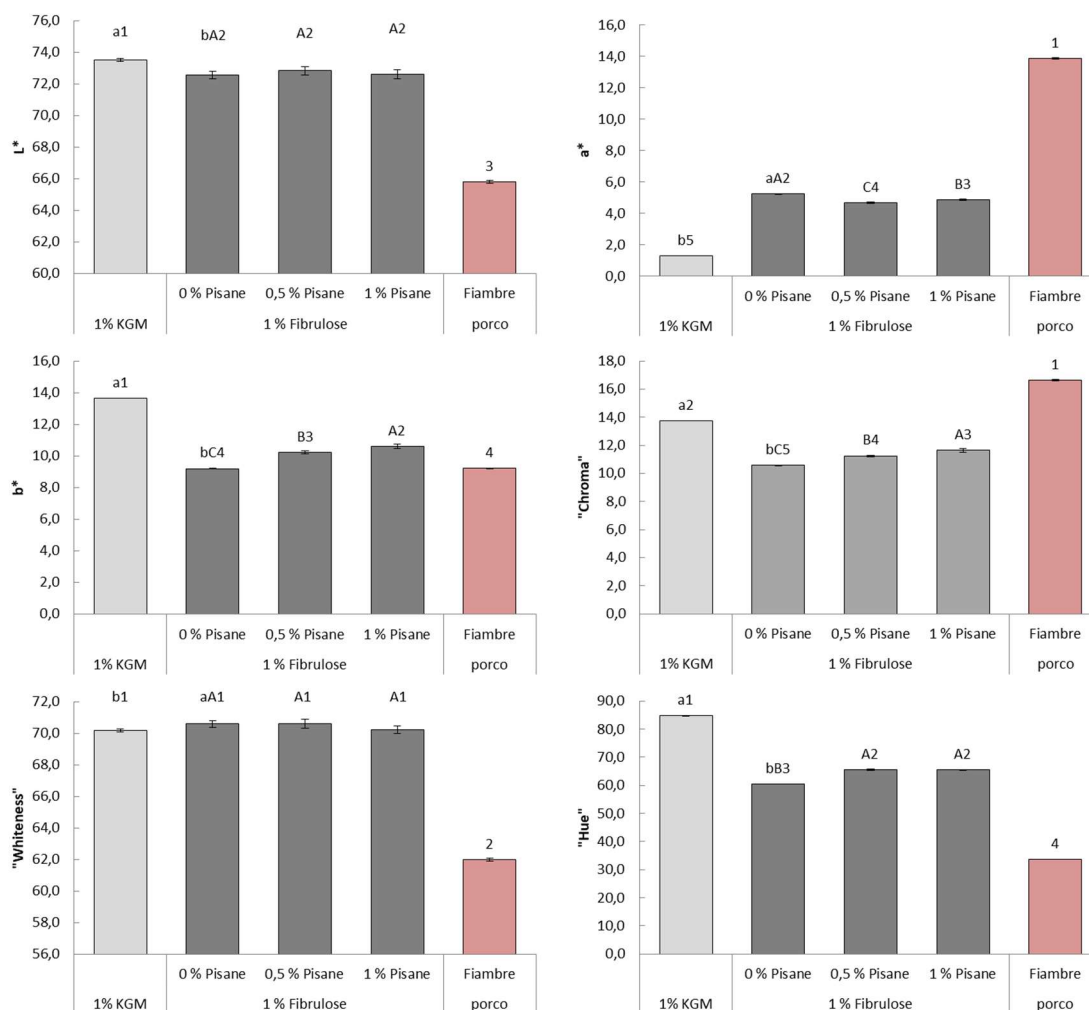 L*
76,0
74,0
72,0
70,0
68,0
66,0
64,0
62,0
60,0
a1
bA2
A2
A2
3
0 % Pisane 0,5 % Pisane 1 % Pisane Fiambre
1% KGM 1 % Fibrulose porco
a*
16,0
14,0
12,0
10,0
8,0
6,0
4,0
2,0
0,0
b5
aA2
C4
B3
1
0 % Pisane 0,5 % Pisane 1 % Pisane Fiambre
1% KGM 1 % Fibrulose porco
b*
16,0
14,0
12,0
10,0
8,0
6,0
4,0
2,0
0,0
a1
bC4
B3
A2
4
0 % Pisane 0,5 % Pisane 1 % Pisane Fiambre
1% KGM 1 % Fibrulose porco
"Chroma"
18,0
16,0
14,0
12,0
10,0
8,0
6,0
4,0
2,0
0,0
a2
bC5
B4
A3
1
0 % Pisane 0,5 % Pisane 1 % Pisane Fiambre
1% KGM 1 % Fibrulose porco
"Whiteness"
72,0
70,0
68,0
66,0
64,0
62,0
60,0
58,0
56,0
b1
aA1
A1
A1
2
0 % Pisane 0,5 % Pisane 1 % Pisane Fiambre
1% KGM 1 % Fibrulose porco
"Hue"
90,0
80,0
70,0
60,0
50,0
40,0
30,0
20,0
10,0
0,0
a1
bB3
A2
A2
4
0 % Pisane 0,5 % Pisane 1 % Pisane Fiambre
1% KGM 1 % Fibrulose porco